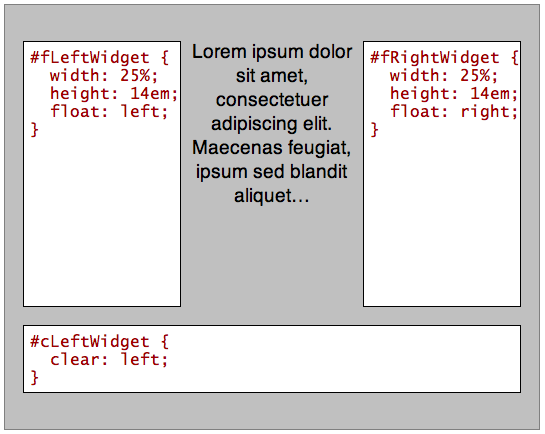 #fLeftWidget {
  width: 25%;
  height: 14em;
  float: left;
}
Lorem ipsum dolor
sit amet,
consectetuer
adipiscing elit.
Maecenas feugiat,
ipsum sed blandit
aliquet…
#fRightWidget {
  width: 25%;
  height: 14em;
  float: right;
}
#cLeftWidget {
  clear: left;
}